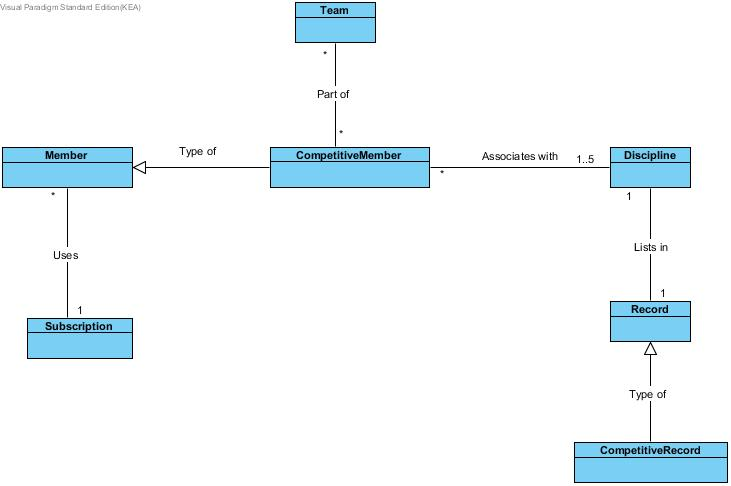 Visual Paradigm Standard Edition(KEA)
Team
*
Part of
*
Member
Type of
CompetitiveMember
Associates with
1..5
Discipline
*
*
1
Uses
Lists in
1
1
Subscription
Record
Type of
CompetitiveRecord